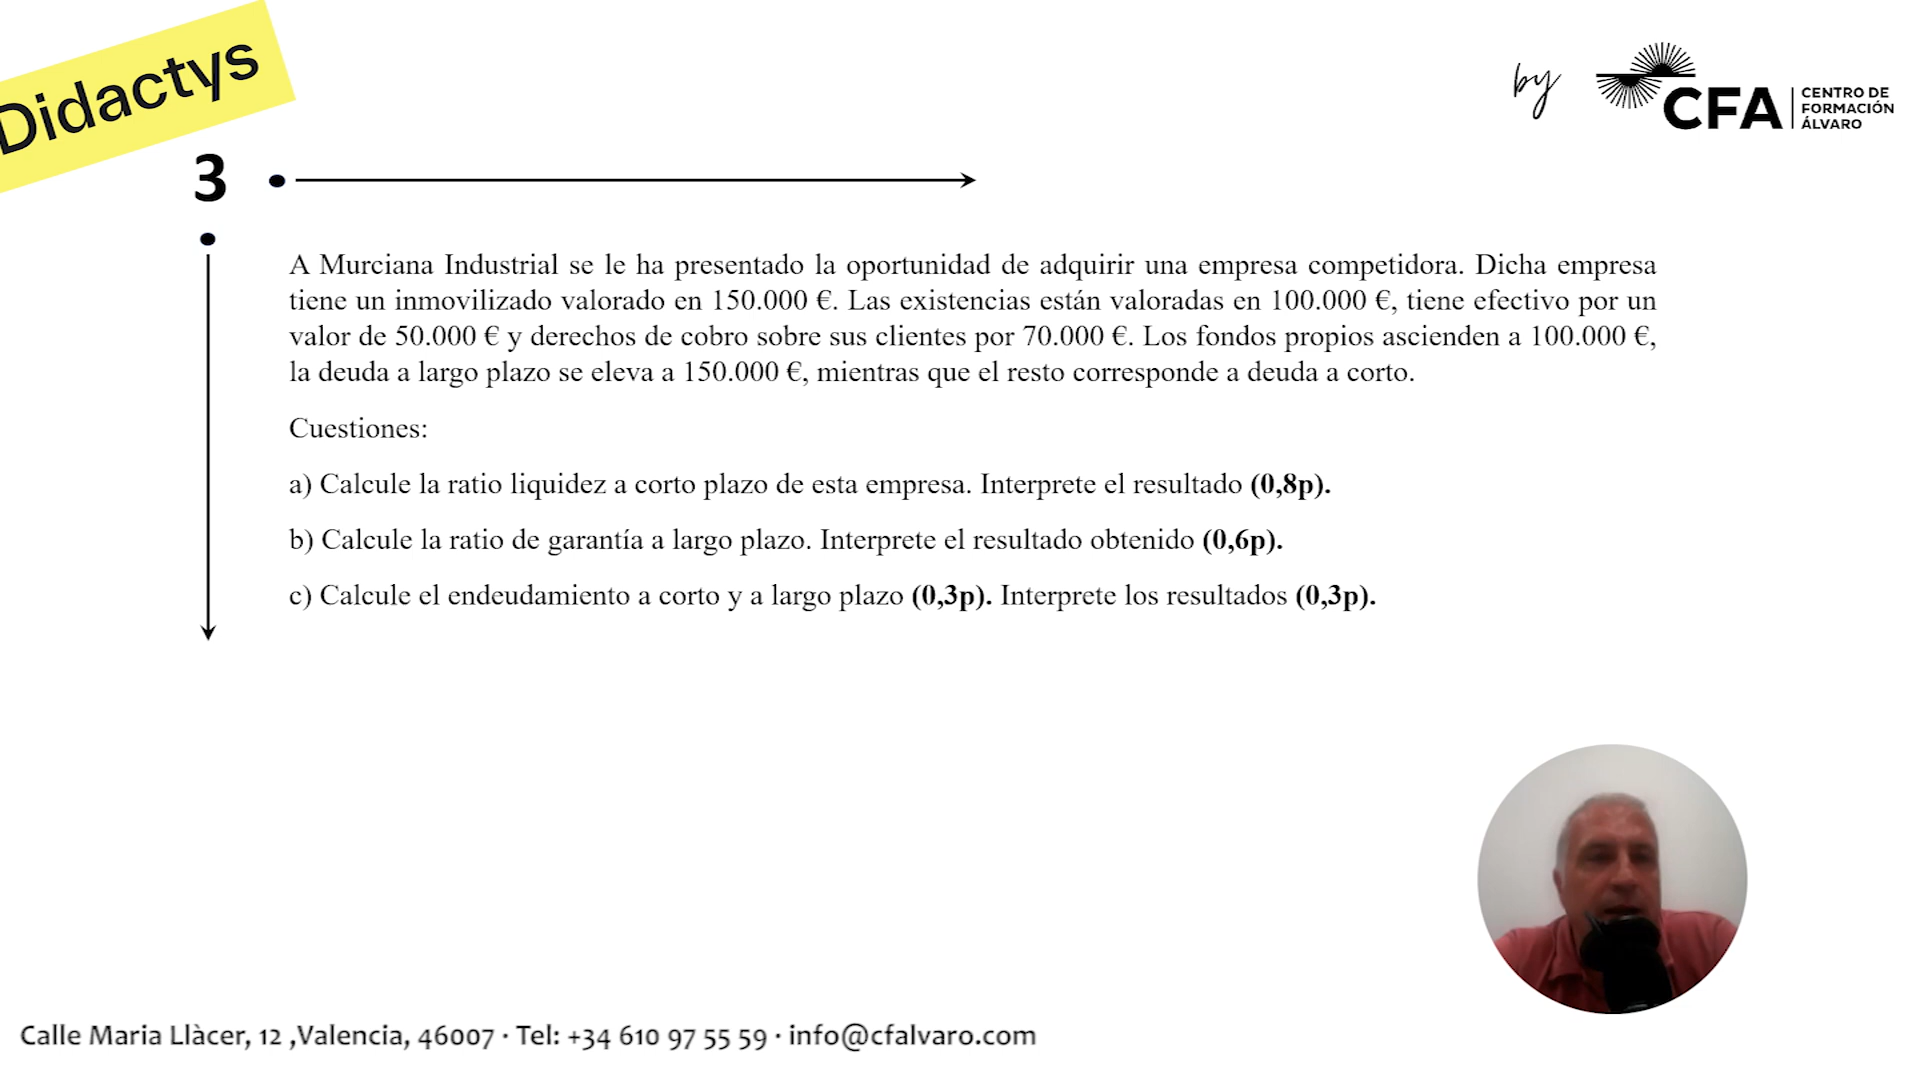 Didactys
by
CFA
CENTRO DE
FORMACIÓN
ÁLVARO
3
A Murciana Industrial se le ha presentado la oportunidad de adquirir una empresa competidora. Dicha empresa
tiene un inmovilizado valorado en 150.000 €. Las existencias están valoradas en 100.000 €, tiene efectivo por un
valor de 50.000 € y derechos de cobro sobre sus clientes por 70.000 €. Los fondos propios ascienden a 100.000 €,
la deuda a largo plazo se eleva a 150.000 €, mientras que el resto corresponde a deuda a corto.
Cuestiones:
a) Calcule la ratio liquidez a corto plazo de esta empresa. Interprete el resultado (0,8p).
b) Calcule la ratio de garantía a largo plazo. Interprete el resultado obtenido (0,6p).
c) Calcule el endeudamiento a corto y a largo plazo (0,3p). Interprete los resultados (0,3p).
Calle Maria Llàcer, 12 ,Valencia, 46007 · Tel: +34 610 97 55 59 · info@cfalvaro.com